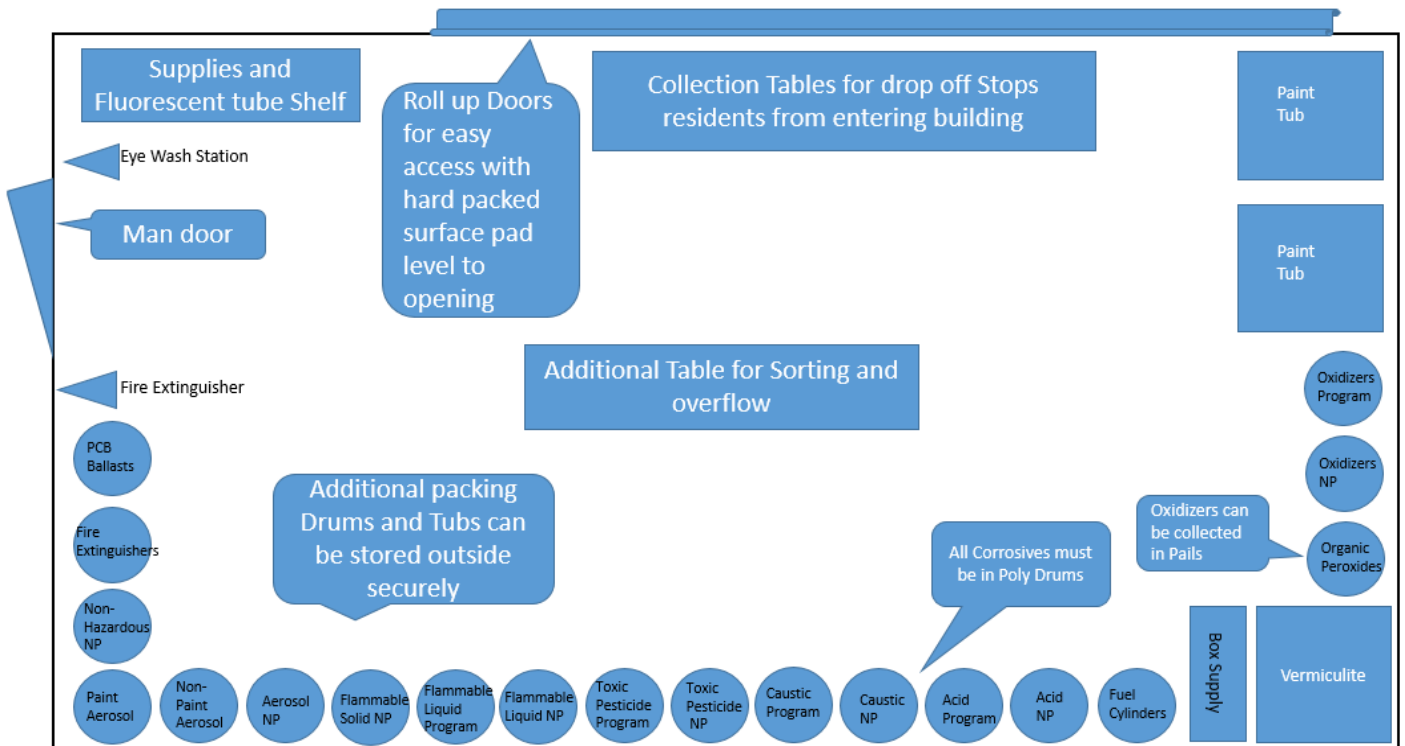 Supplies and
Fluorescent tube Shelf
Roll up Doors
for easy
access with
hard packed
surface pad
level to
opening
Collection Tables for drop off Stops
residents from entering building
Paint
Tub
Eye Wash Station
Man door
Paint
Tub
Additional Table for Sorting and
overflow
Fire Extinguisher
Oxidizers
Program
PCB
Ballasts
Oxidizers
NP
Additional packing
Drums and Tubs can
be stored outside
securely
Oxidizers can
be collected
in Pails
Fire
Extinguishers
All Corrosives must
be in Poly Drums
Organic
Peroxides
Non-
Hazardous
NP
Box Supply
Vermiculite
Paint
Aerosol
Non-
Paint
Aerosol
Aerosol
NP
Flammable
Solid NP
Flammable
Liquid
Program
Flammable
Liquid NP
Toxic
Pesticide
Program
Toxic
Pesticide
NP
Caustic
Program
Caustic
NP
Acid
Program
Acid
NP
Fuel
Cylinders